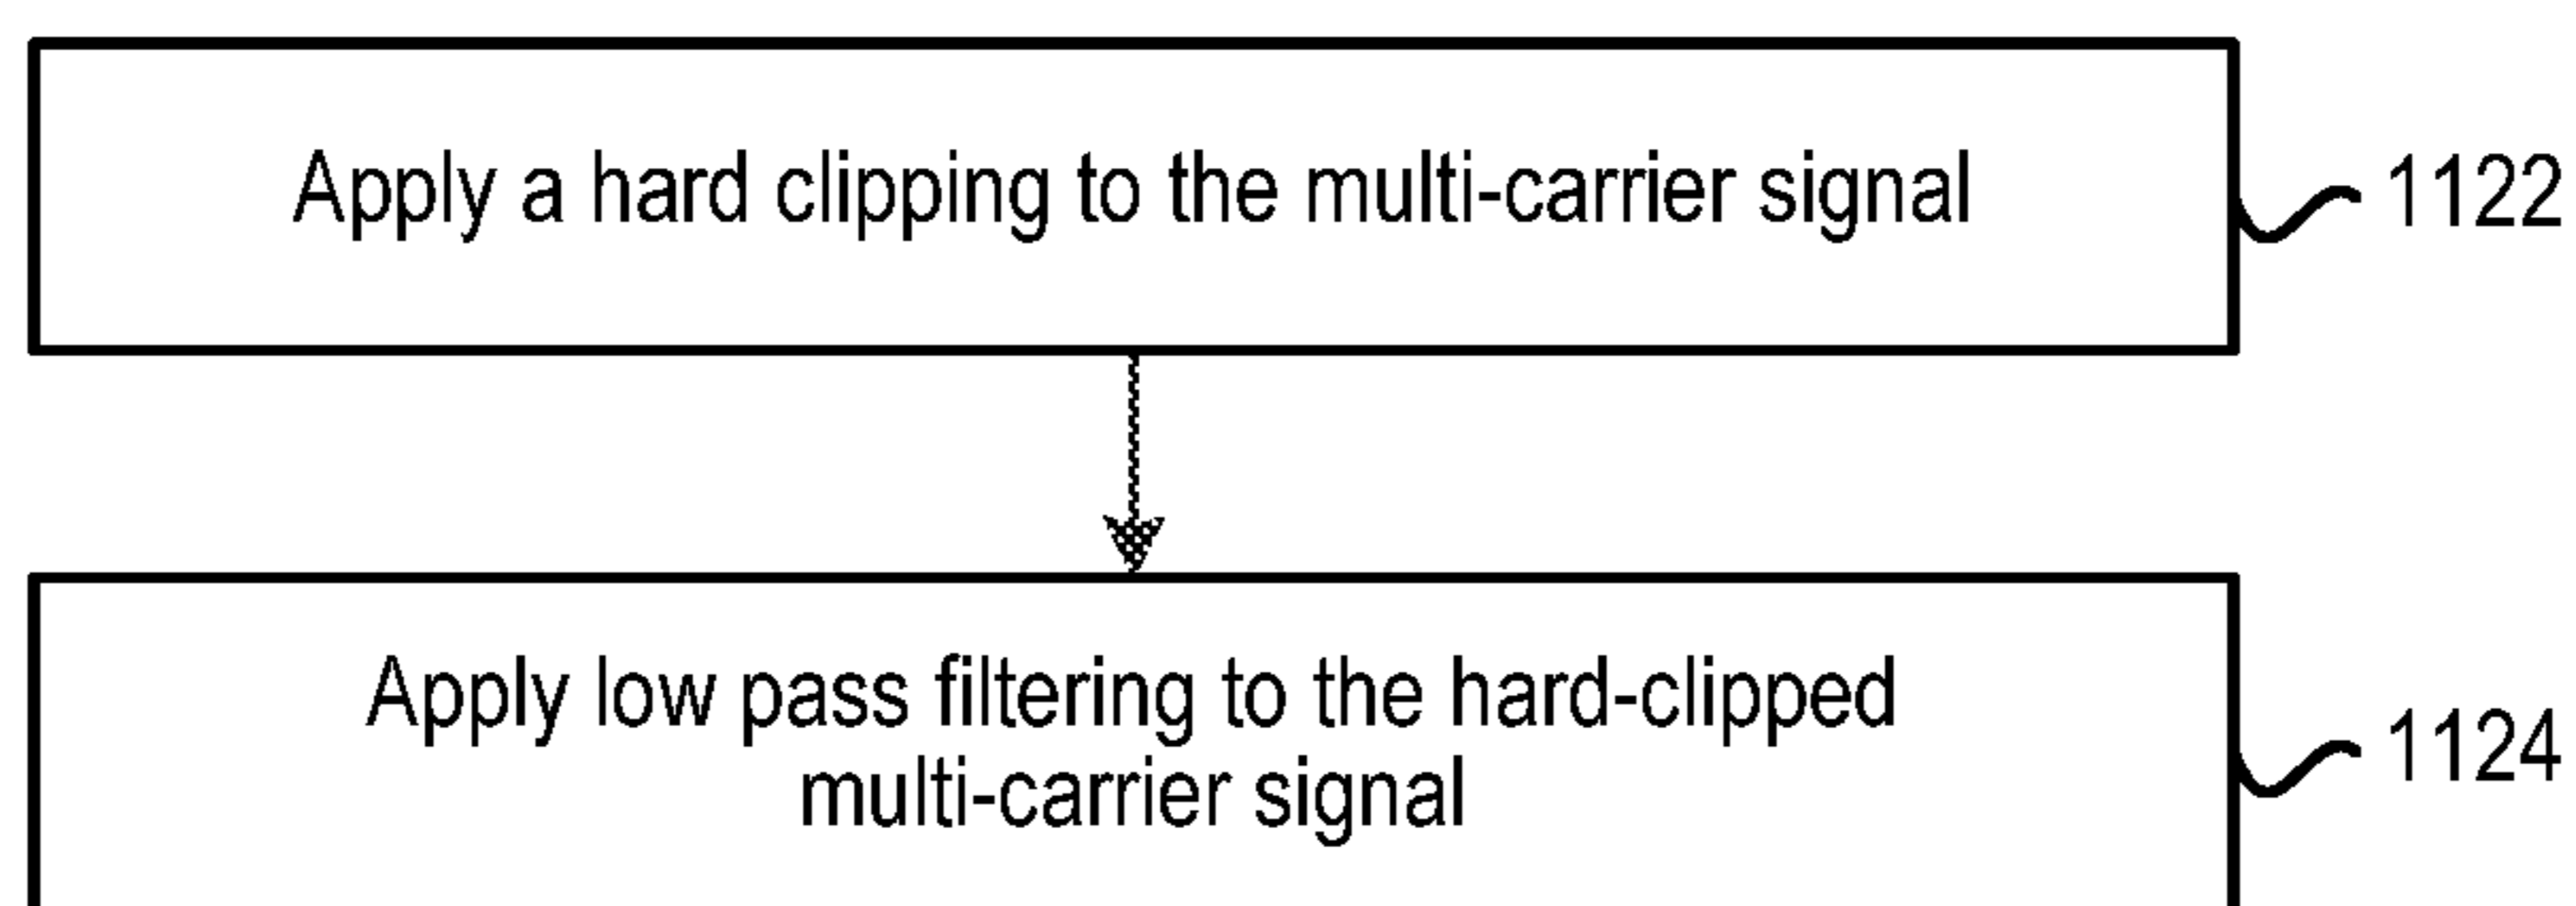 Apply a hard clipping to the multi-carrier signal
1122
Apply low pass filtering to the hard-clipped
multi-carrier signal
1124